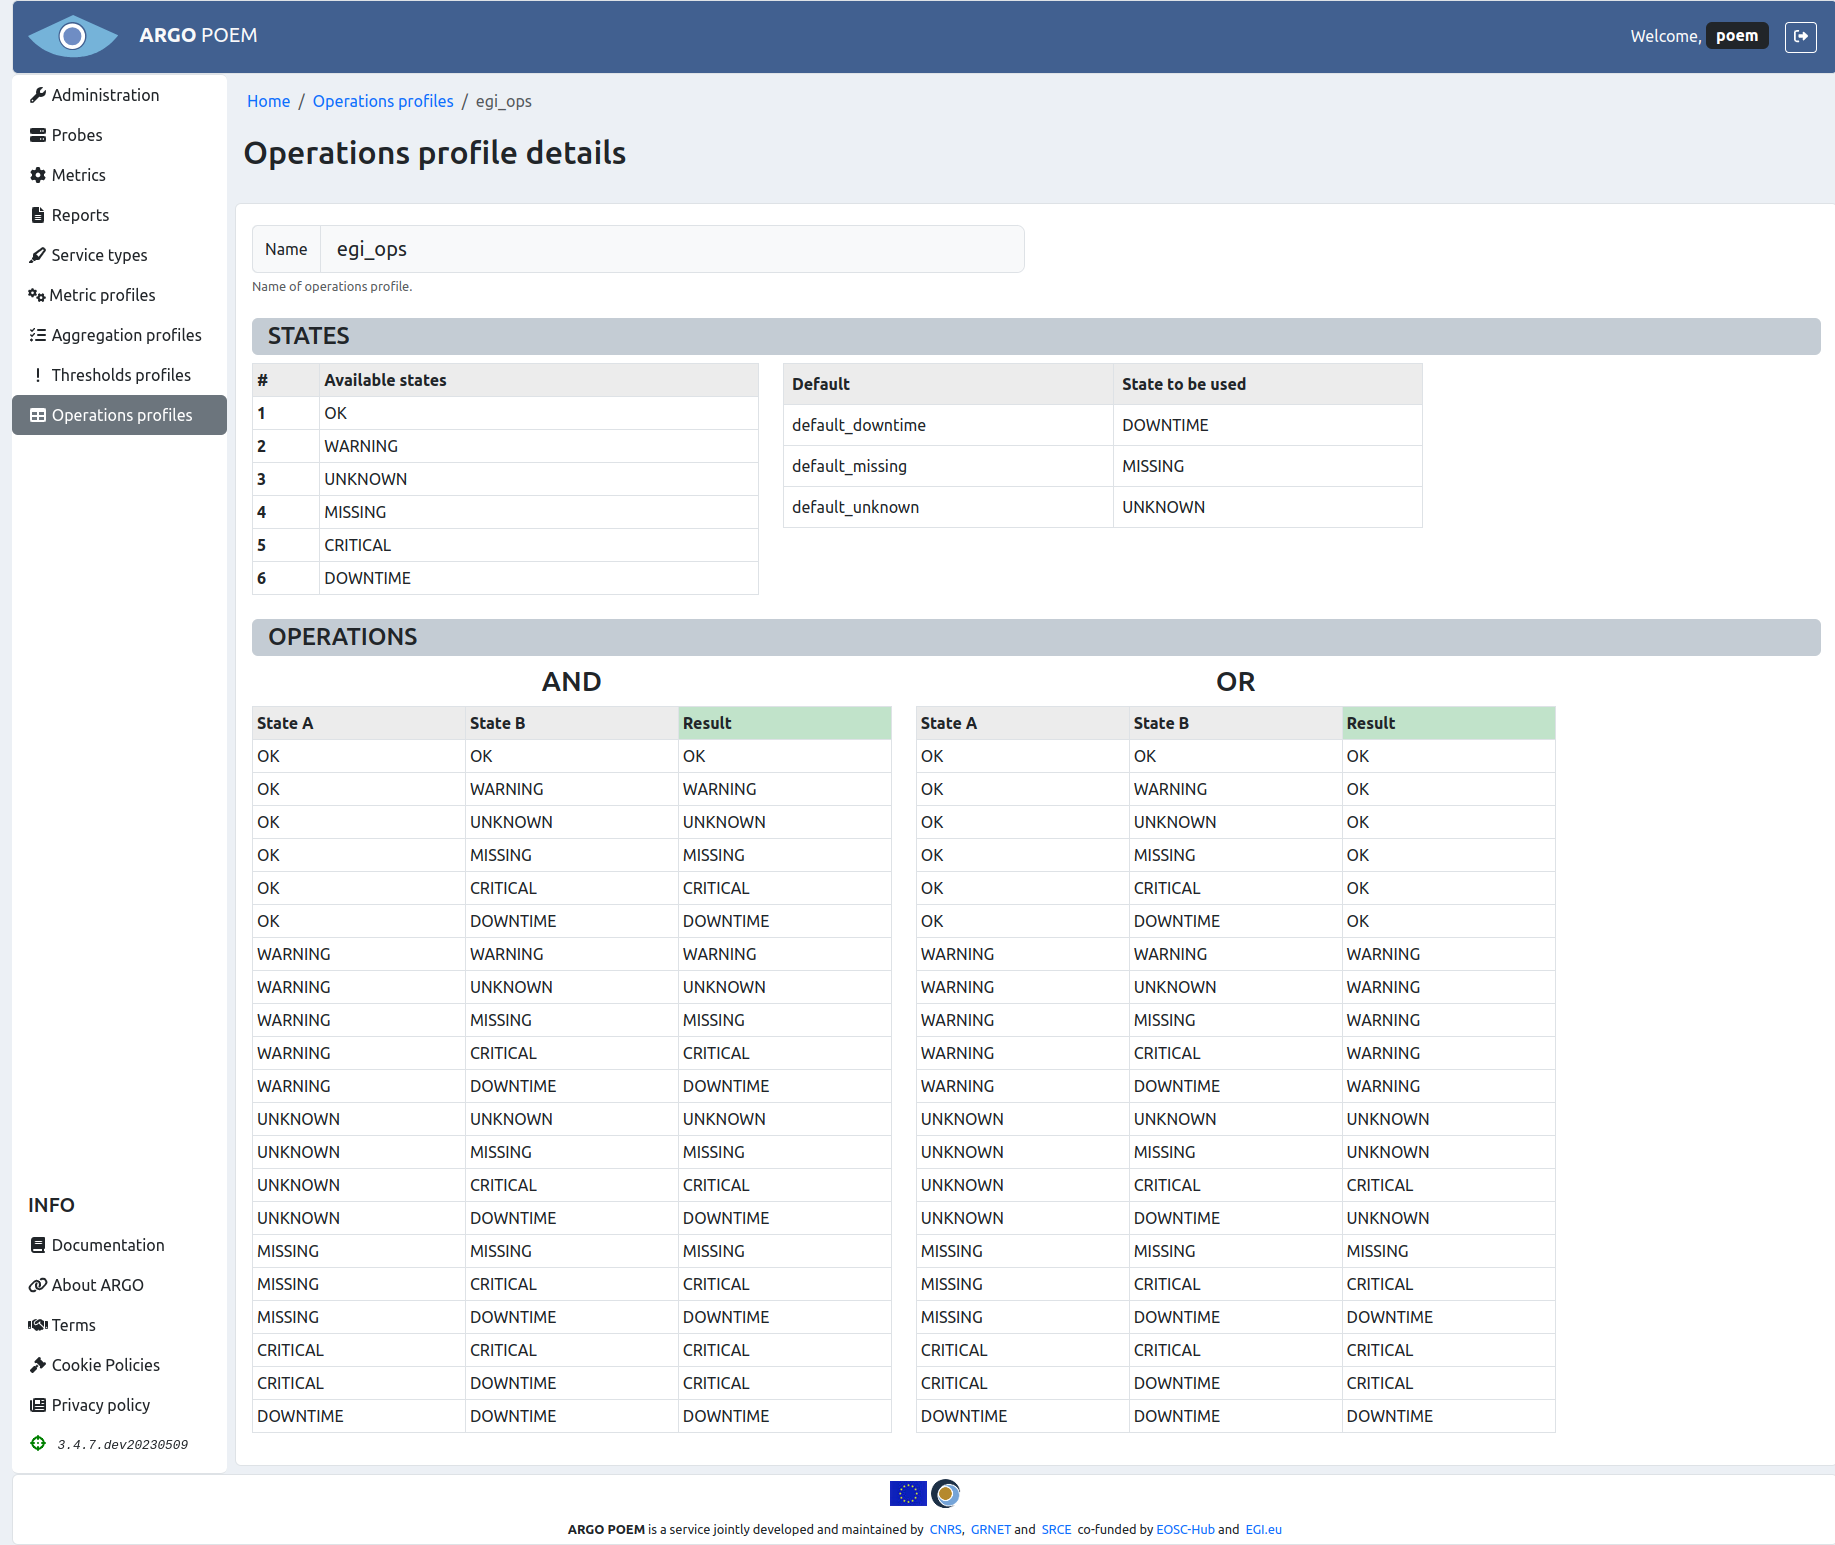 ARGO POEM
Welcome, poem
Administration
Probes
Metrics
Reports
Service types
Metric profiles
Aggregation profiles
Thresholds profiles
Operations profiles
INFO
Documentation
About ARGO
Terms
Cookie Policies
Privacy policy
3.4.7.dev20230509
Home / Operations profiles / egi_ops
Operations profile details
Name egi_ops
Name of operations profile.
STATES
# Available states
1 OK
2 WARNING
3 UNKNOWN
4 MISSING
5 CRITICAL
6 DOWNTIME
Default State to be used
default_downtime DOWNTIME
default_missing MISSING
default_unknown UNKNOWN
OPERATIONS
AND
State A State B Result
OK OK OK
OK WARNING WARNING
OK UNKNOWN UNKNOWN
OK MISSING MISSING
OK CRITICAL CRITICAL
OK DOWNTIME DOWNTIME
WARNING WARNING WARNING
WARNING UNKNOWN UNKNOWN
WARNING MISSING MISSING
WARNING CRITICAL CRITICAL
WARNING DOWNTIME DOWNTIME
UNKNOWN UNKNOWN UNKNOWN
UNKNOWN MISSING MISSING
UNKNOWN CRITICAL CRITICAL
UNKNOWN DOWNTIME DOWNTIME
MISSING MISSING MISSING
MISSING CRITICAL CRITICAL
MISSING DOWNTIME DOWNTIME
CRITICAL CRITICAL CRITICAL
CRITICAL DOWNTIME CRITICAL
DOWNTIME DOWNTIME DOWNTIME
OR
State A State B Result
OK OK OK
OK WARNING OK
OK UNKNOWN OK
OK MISSING OK
OK CRITICAL OK
OK DOWNTIME OK
WARNING WARNING WARNING
WARNING UNKNOWN WARNING
WARNING MISSING WARNING
WARNING CRITICAL WARNING
WARNING DOWNTIME WARNING
UNKNOWN UNKNOWN UNKNOWN
UNKNOWN MISSING UNKNOWN
UNKNOWN CRITICAL CRITICAL
UNKNOWN DOWNTIME UNKNOWN
MISSING MISSING MISSING
MISSING CRITICAL CRITICAL
MISSING DOWNTIME DOWNTIME
CRITICAL CRITICAL CRITICAL
CRITICAL DOWNTIME CRITICAL
DOWNTIME DOWNTIME DOWNTIME
ARGO POEM is a service jointly developed and maintained by CNRS, GRNET and SRCE co-funded by EOSC-Hub and EGI.eu